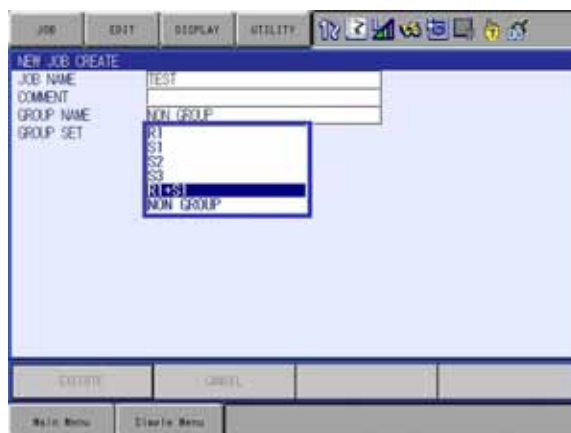 JOB EDIT DISPLAY UTILITY
NEW JOB CREATE
JOB NAME TEST
COMMENT
GROUP NAME NON GROUP
GROUP SET R1
S1
S2
S3
R1+S1
NON GROUP
EXECUTE CANCEL
Main Menu Simple Menu